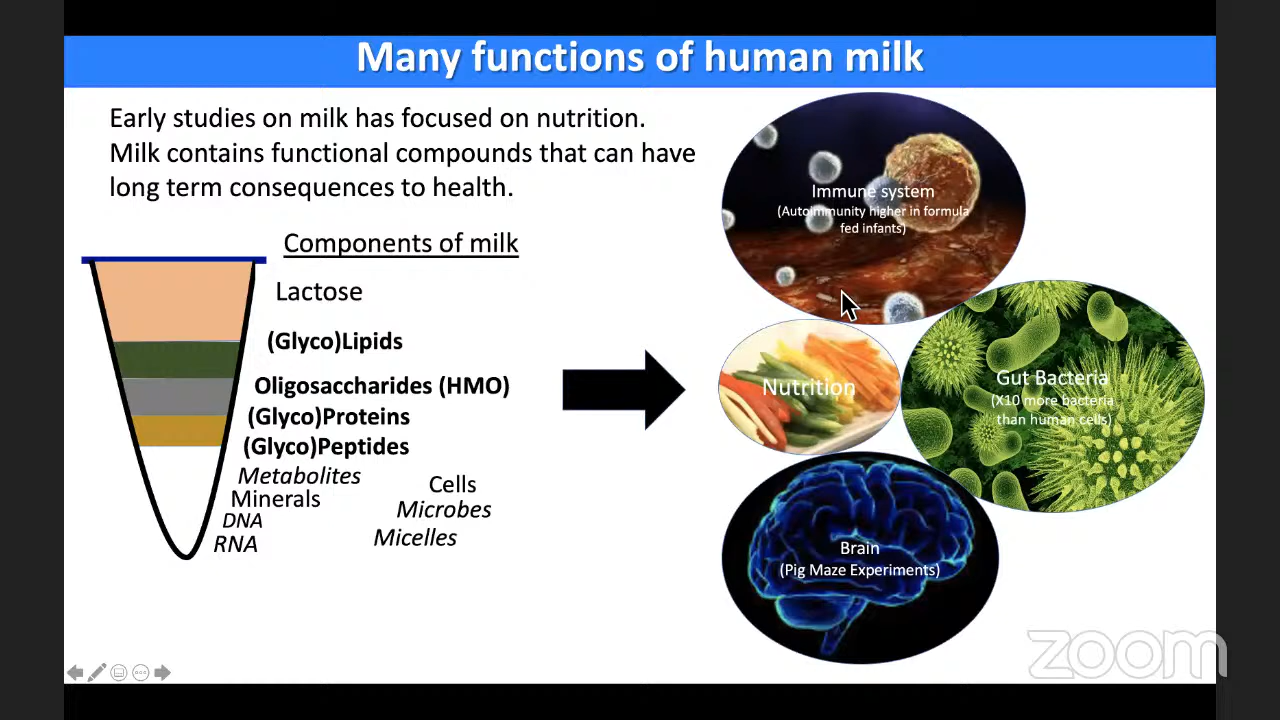 Many functions of human milk
Early studies on milk has focused on nutrition.
Milk contains functional compounds that can have
long term consequences to health.
Components of milk
Lactose
(Glyco)Lipids
Oligosaccharides (HMO)
(Glyco)Proteins
(Glyco)Peptides
Metabolites
Minerals
DNA
RNA
Cells
Microbes
Micelles
Immune system
(Autoimmunity higher in formula
fed infants)
Nutrition
Gut Bacteria
(X10 more bacteria
than human cells)
Brain
(Pig Maze Experiments)
zoom